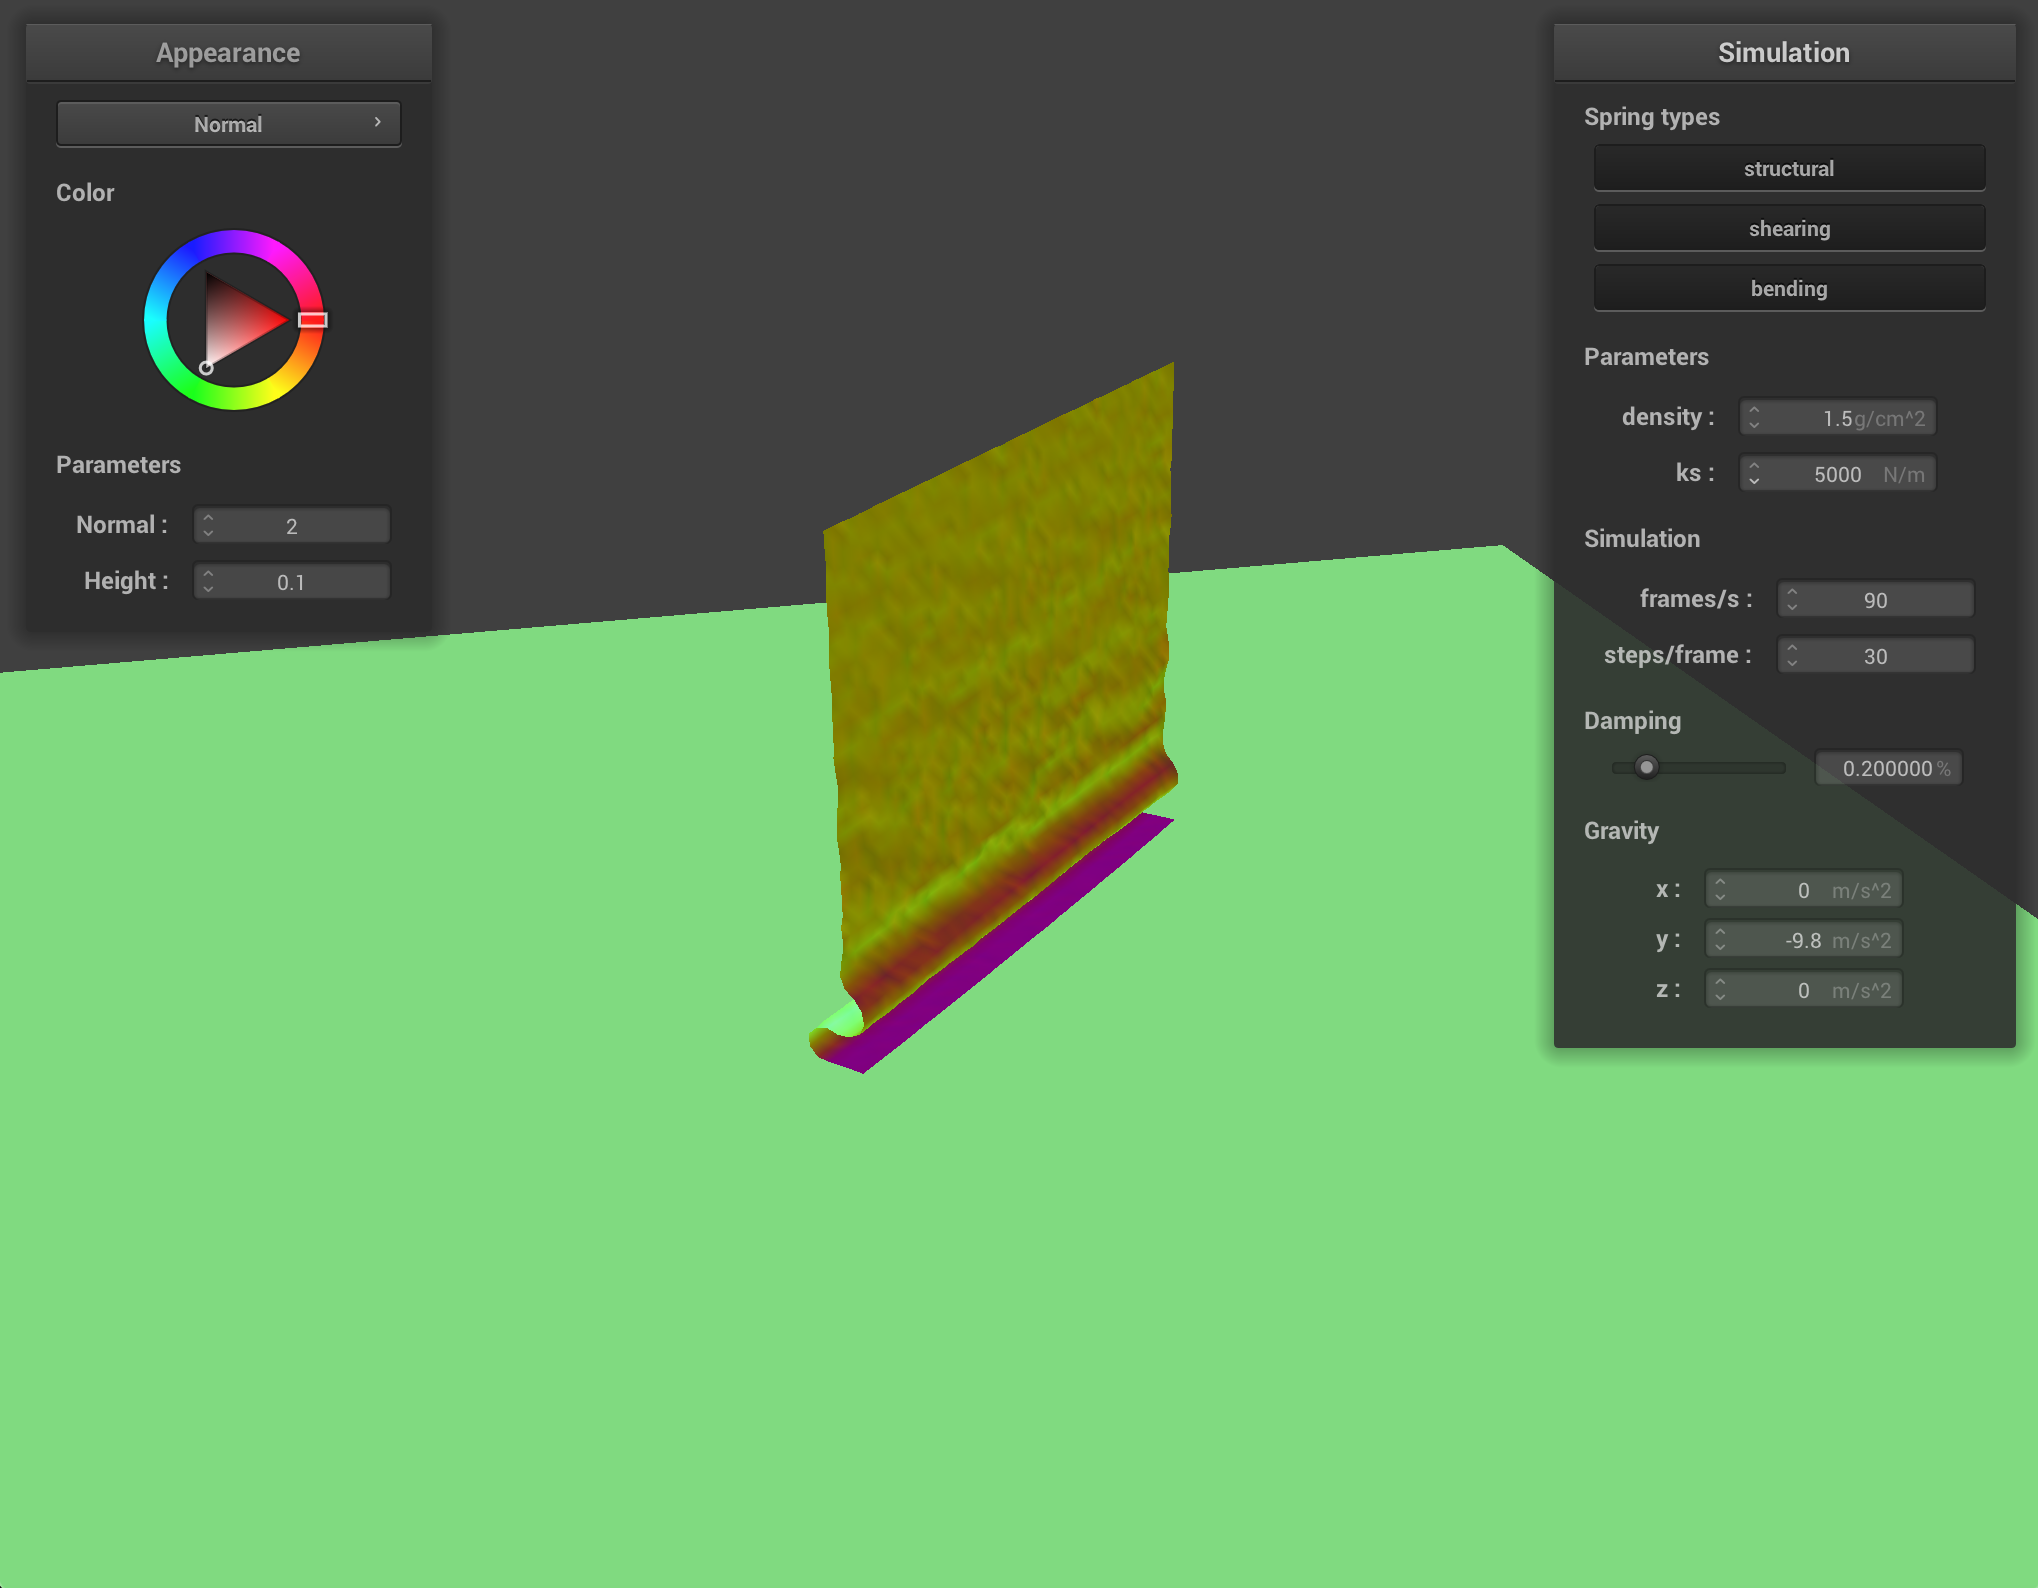 Appearance
Normal
Color
Parameters
Normal : 2
Height : 0.1
Simulation
Spring types
structural
shearing
bending
Parameters
density : 1.5 g/cm^2
ks : 5000 N/m
Simulation
frames/s : 90
steps/frame : 30
Damping
0.200000 %
Gravity
x : 0 m/s^2
y : -9.8 m/s^2
z : 0 m/s^2